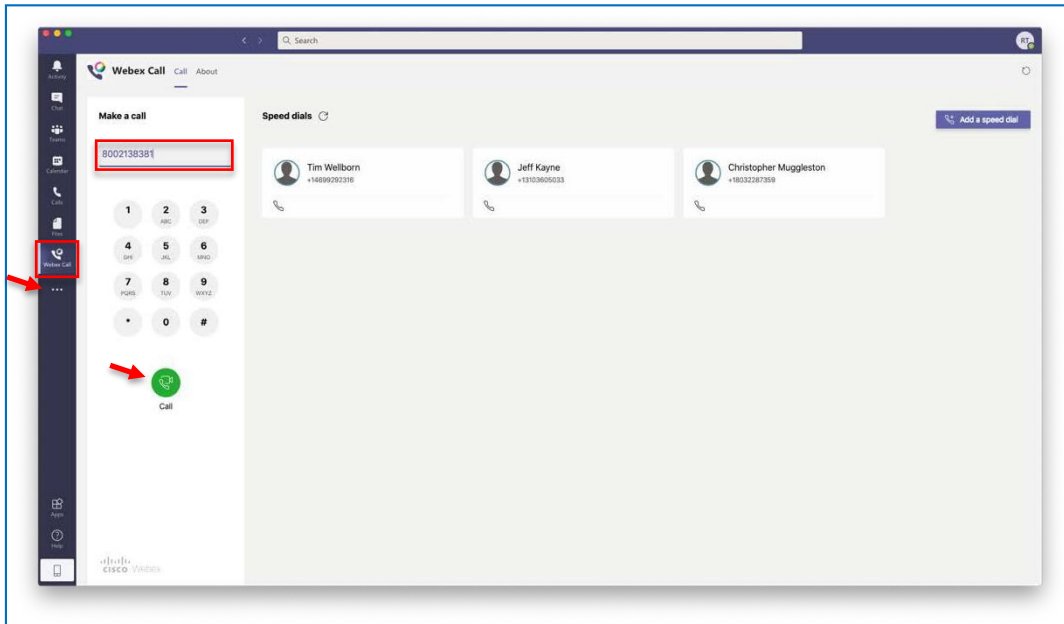 Search
RT
Activity
Webex Call Call About
Chat
Make a call
Speed dials
Add a speed dial
Teams
8002138381
Calendar
Tim Wellborn
+14699292316
Jeff Kayne
+13103605033
Christopher Muggleston
+18032287359
Calls
Files
Webex Call
1 2 3
ABC DEF
4 5 6
GHI JKL MNO
7 8 9
PQRS TUV WXYZ
* 0 #
Call
Apps
Help
cisco Webex